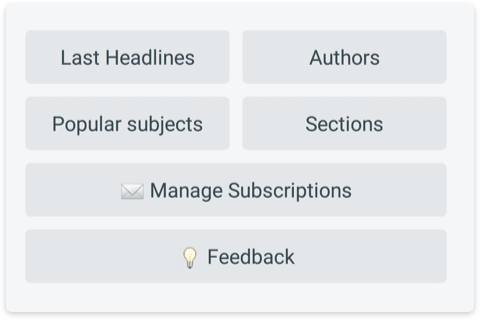 Last Headlines
Authors
Popular subjects
Sections
✉️ Manage Subscriptions
💡 Feedback